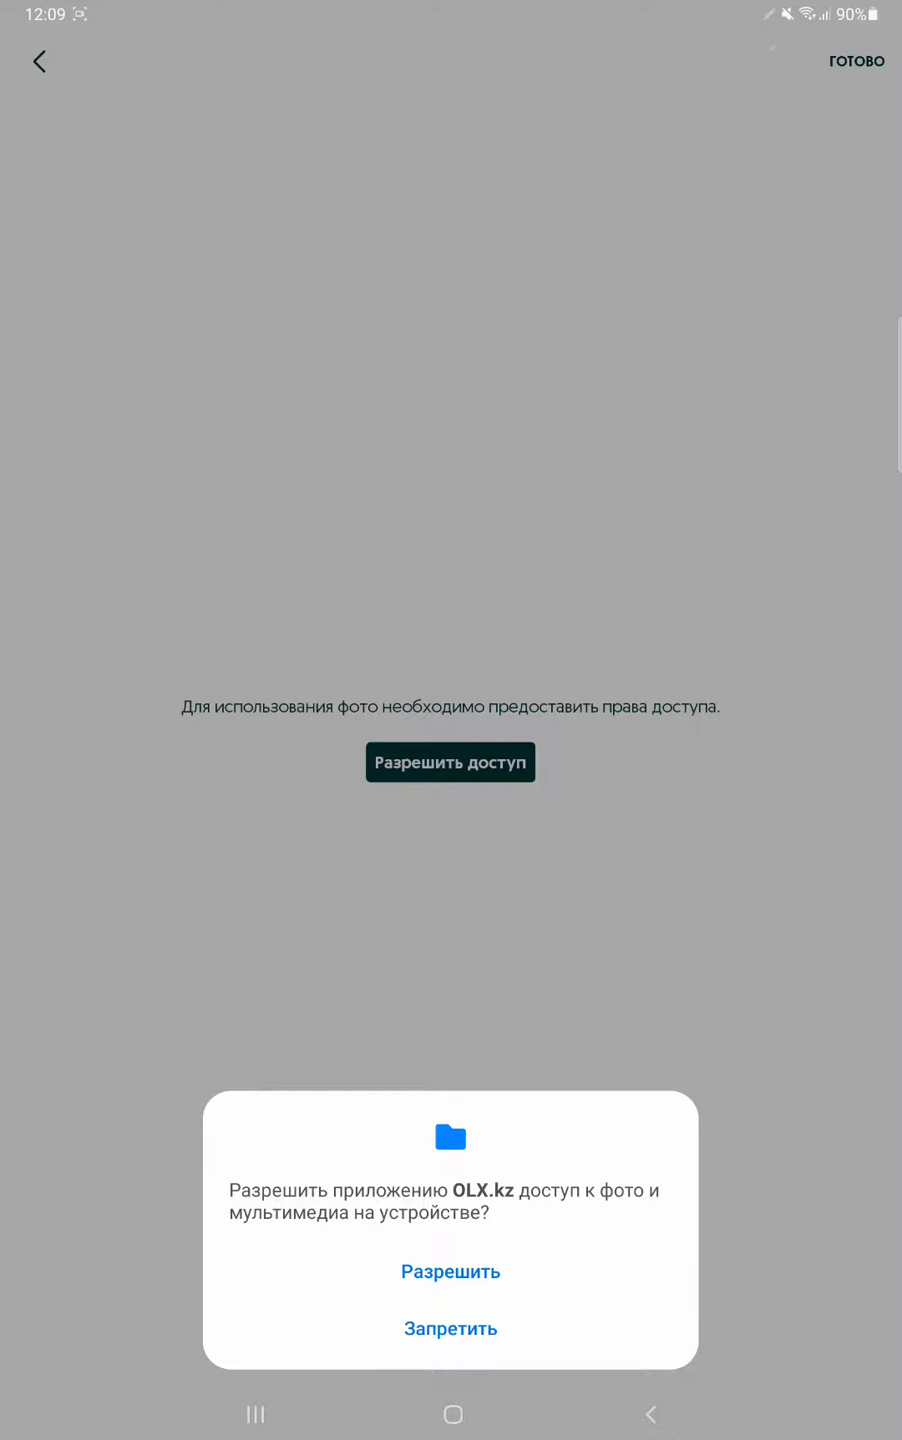 12:09
90%
ГОТОВО
Для использования фото необходимо предоставить права доступа.
Разрешить доступ
Разрешить приложению OLX.kz доступ к фото и
мультимедиа на устройстве?
Разрешить
Запретить